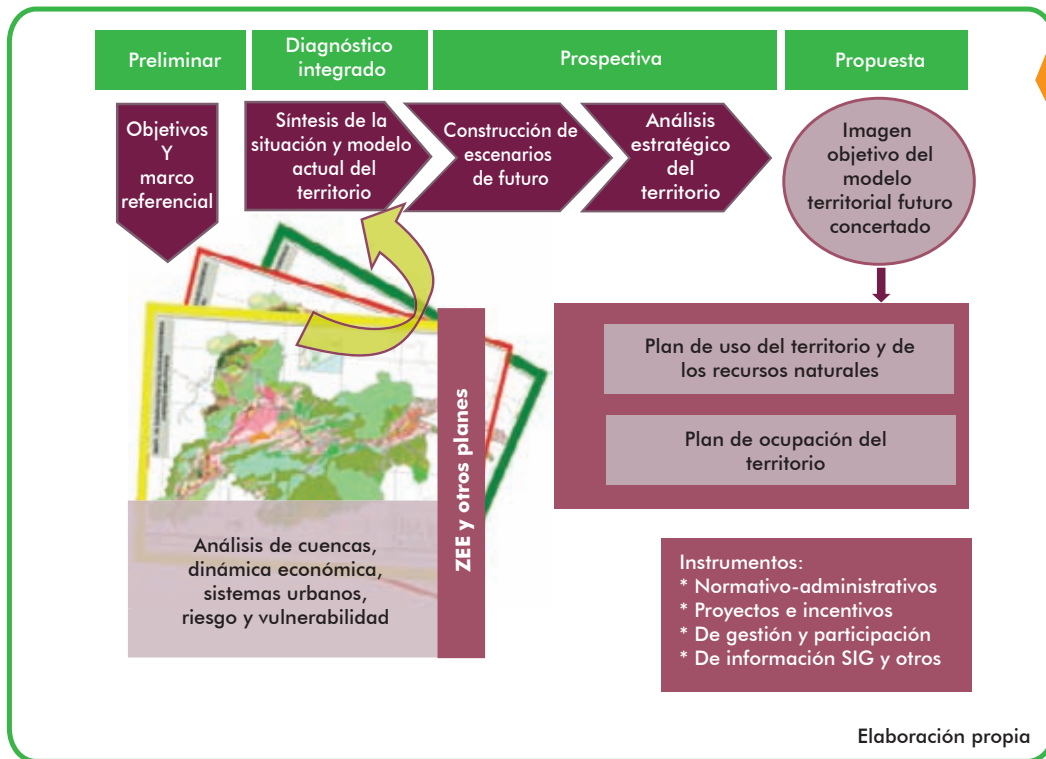 Preliminar
Diagnóstico
integrado
Prospectiva
Propuesta
Objetivos
Y
marco
referencial
Síntesis de la
situación y modelo
actual del
territorio
Construcción de
escenarios
de futuro
Análisis
estratégico
del
territorio
Imagen
objetivo del
modelo
territorial futuro
concertado
Plan de uso del territorio y de
los recursos naturales
Plan de ocupación del
territorio
ZEE y otros planes
Análisis de cuencas,
dinámica económica,
sistemas urbanos,
riesgo y vulnerabilidad
Instrumentos:
* Normativo-administrativos
* Proyectos e incentivos
* De gestión y participación
* De información SIG y otros
Elaboración propia